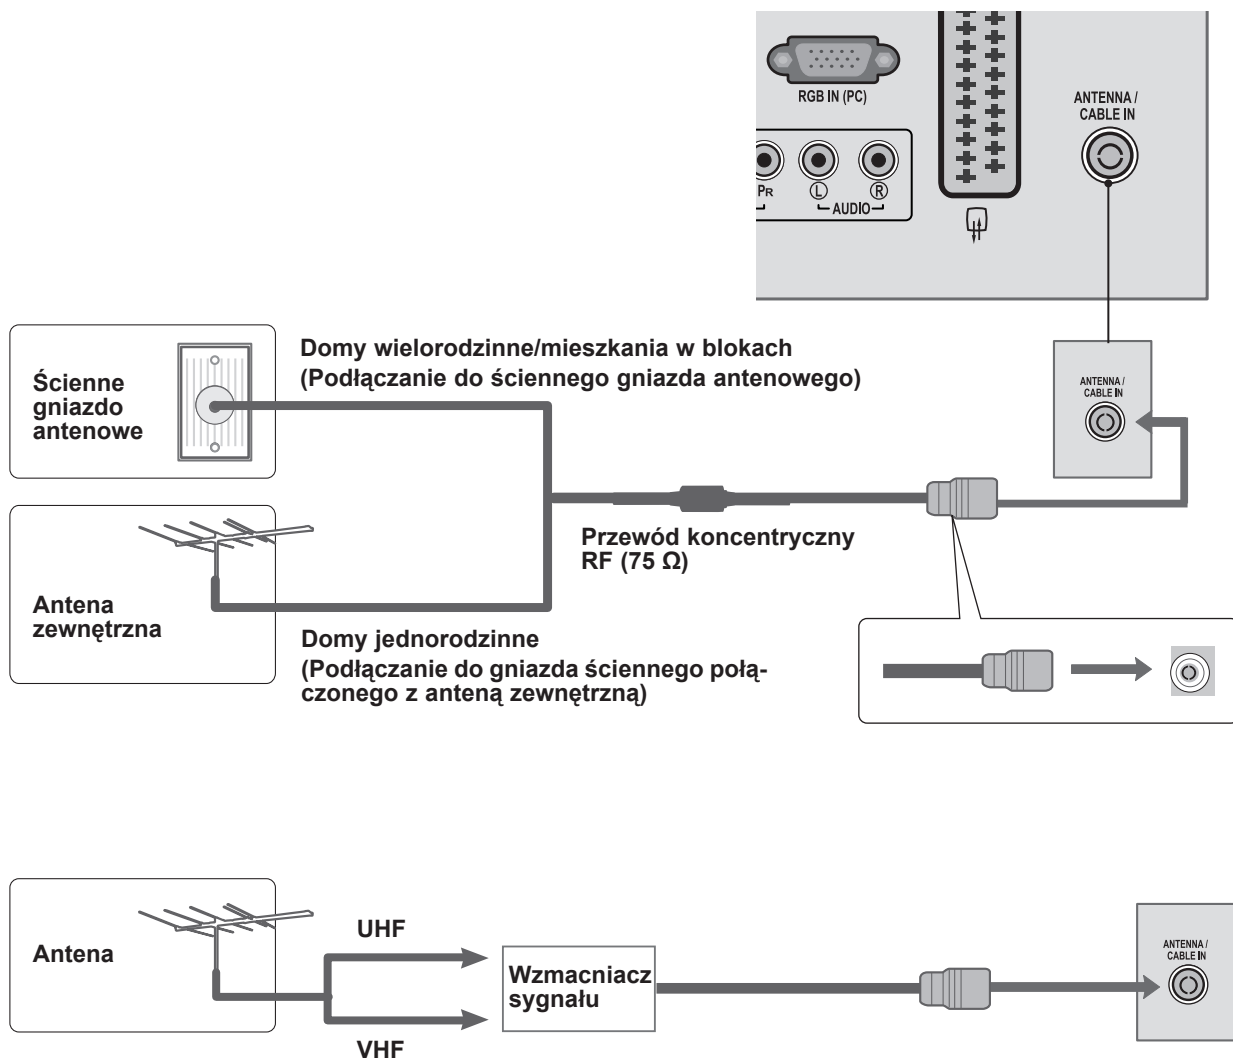 RGB IN (PC)
PR
L
R
AUDIO
ANTENNA /
CABLE IN
Ścienne
gniazdo
antenowe
Domy wielorodzinne/mieszkania w blokach
(Podłączanie do ściennego gniazda antenowego)
ANTENNA /
CABLE IN
Przewód koncentryczny
RF (75 Ω)
Antena
zewnętrzna
Domy jednorodzinne
(Podłączanie do gniazda ściennego połą-
czonego z anteną zewnętrzną)
Antena
UHF
VHF
Wzmacniacz
sygnału
ANTENNA /
CABLE IN